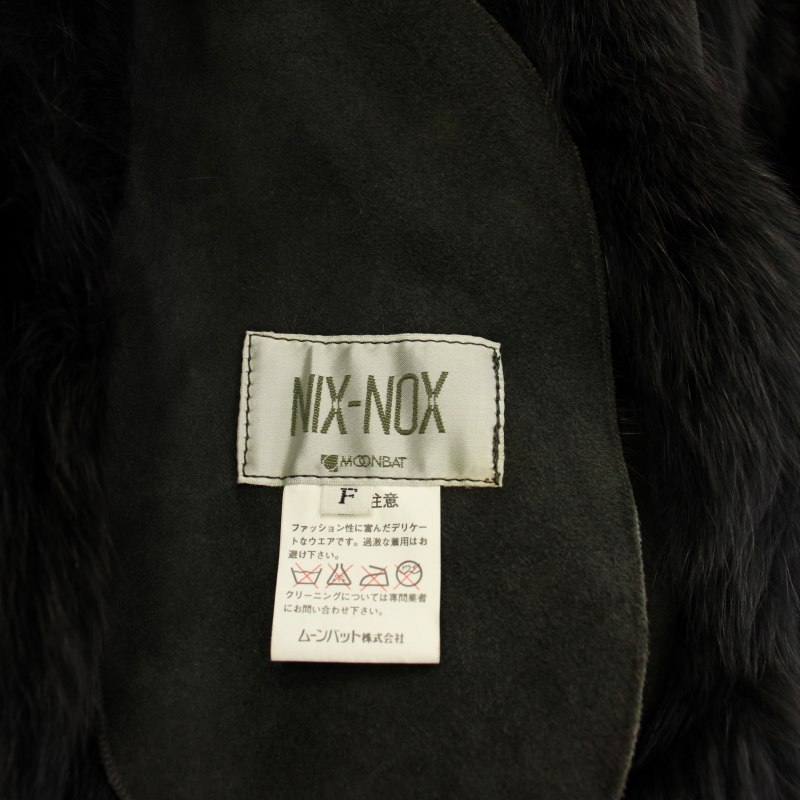 NIX-NOX
MOONBAT
F 注意
ファッション性に富んだデリケー
トなウエアです。過激な着用はお
避け下さい。
クリーニングについては専門業者
にお問い合わせ下さい。
ムーンバット株式会社